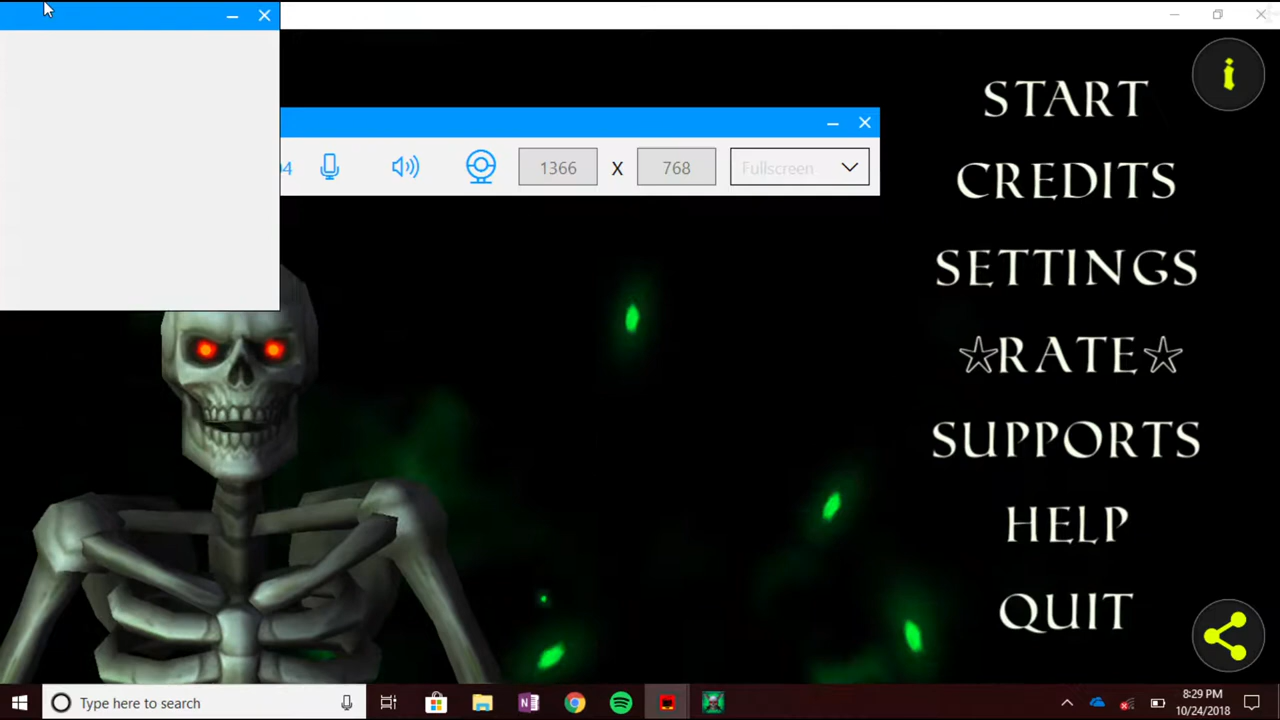 START
CREDITS
SETTINGS
☆RATE☆
SUPPORTS
HELP
QUIT
i
04
1366 X 768 Fullscreen
Type here to search
8:29 PM
10/24/2018